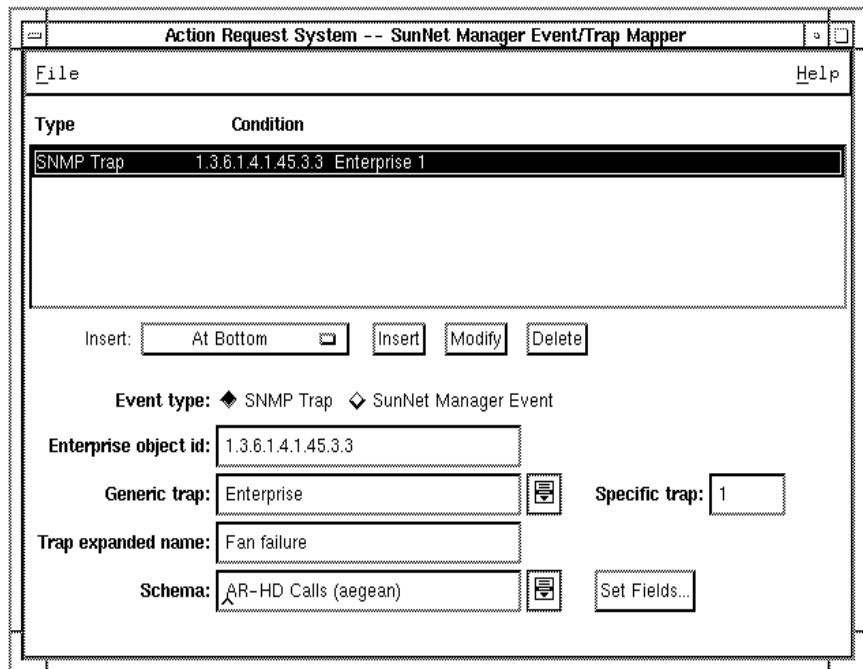 Action Request System -- SunNet Manager Event/Trap Mapper
File Help
Type Condition
SNMP Trap 1.3.6.1.4.1.45.3.3 Enterprise 1
Insert: At Bottom Insert Modify Delete
Event type: SNMP Trap SunNet Manager Event
Enterprise object id: 1.3.6.1.4.1.45.3.3
Generic trap: Enterprise Specific trap: 1
Trap expanded name: Fan failure
Schema: AR-HD Calls (aegean) Set Fields...